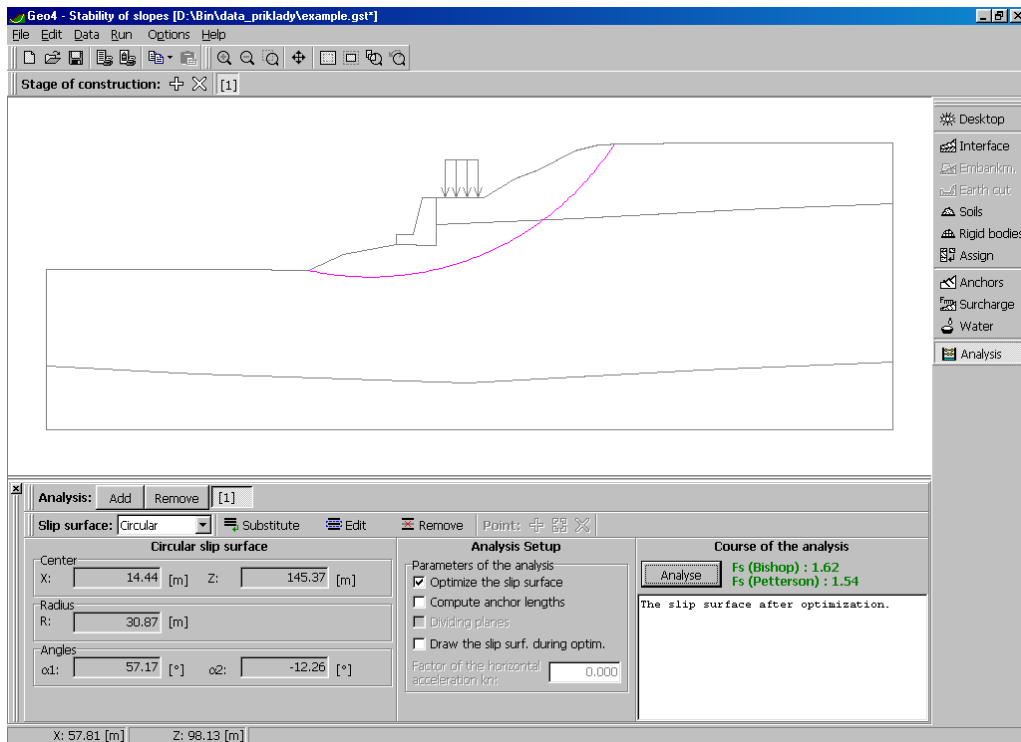 Geo4 - Stability of slopes [D:\Bin\data_priklady\example.gst*]
File Edit Data Run Options Help
Stage of construction: [1]
Desktop
Interface
Embankm.
Earth cut
Soils
Rigid bodies
Assign
Anchors
Surcharge
Water
Analysis
Analysis: Add Remove [1]
Slip surface: Circular Substitute Edit Remove Point:
Circular slip surface
Center
X: 14.44 [m] Z: 145.37 [m]
Radius
R: 30.87 [m]
Angles
α1: 57.17 [°] α2: -12.26 [°]
Analysis Setup
Parameters of the analysis
Optimize the slip surface
Compute anchor lengths
Dividing planes
Draw the slip surf. during optim.
Factor of the horizontal
acceleration kn: 0.000
Course of the analysis
Analyse
Fs (Bishop) : 1.62
Fs (Petterson) : 1.54
The slip surface after optimization.
X: 57.81 [m] Z: 98.13 [m]